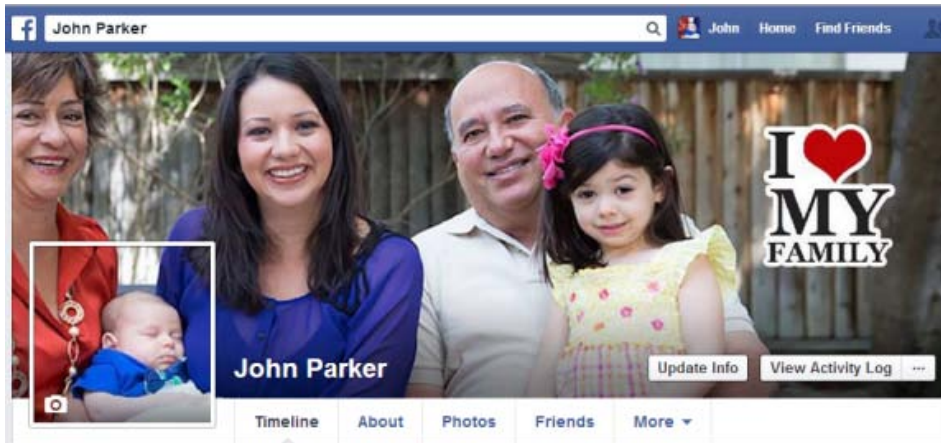 f John Parker John Home Find Friends
I
MY
FAMILY
John Parker Update Info View Activity Log ...
Timeline About Photos Friends More